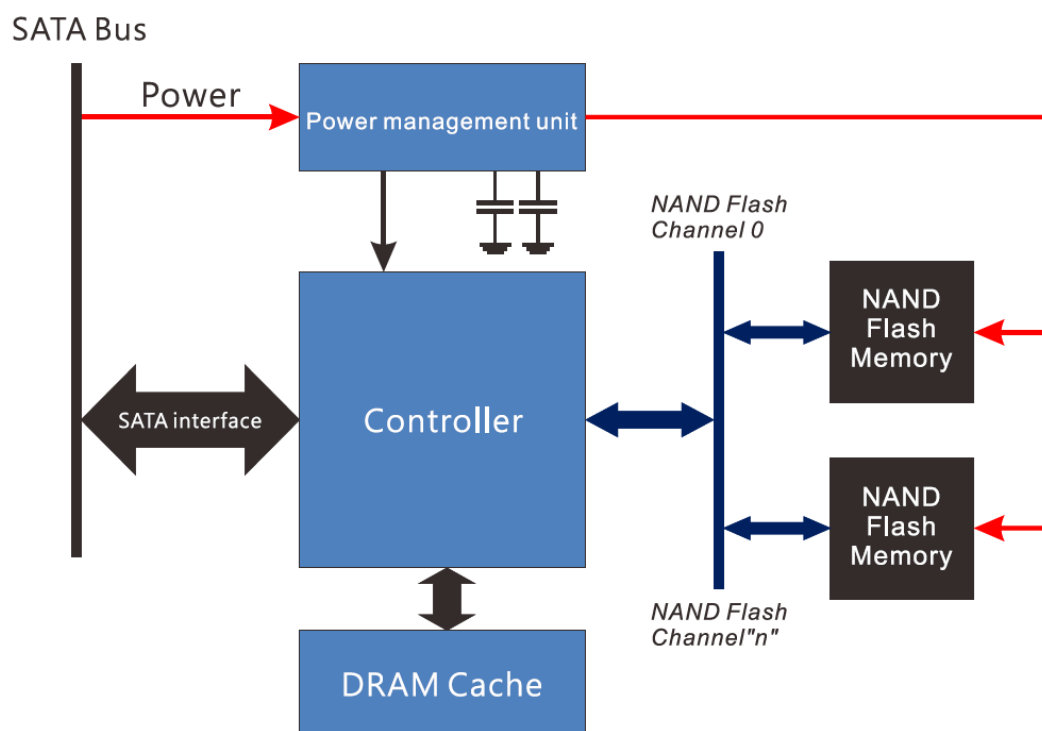 SATA Bus
Power
Power management unit
NAND Flash
Channel 0
NAND
Flash
Memory
SATA interface
Controller
NAND
Flash
Memory
NAND Flash
Channel"n"
DRAM Cache